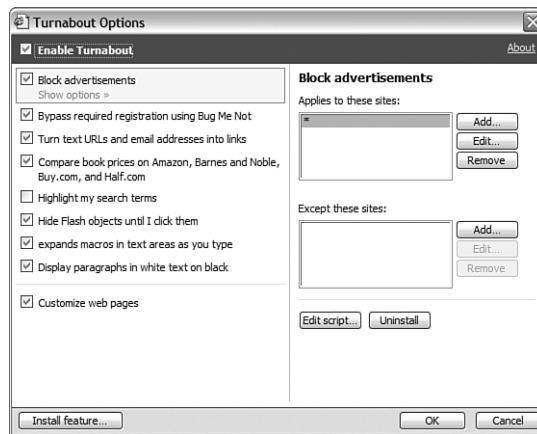 Turnabout Options
Enable Turnabout
About
Block advertisements
Show options »
Bypass required registration using Bug Me Not
Turn text URLs and email addresses into links
Compare book prices on Amazon, Barnes and Noble,
Buy.com, and Half.com
Highlight my search terms
Hide Flash objects until I click them
expands macros in text areas as you type
Display paragraphs in white text on black
Customize web pages
Block advertisements
Applies to these sites:
*
Add...
Edit...
Remove
Except these sites:
Add...
Edit...
Remove
Edit script...
Uninstall
Install feature...
OK
Cancel